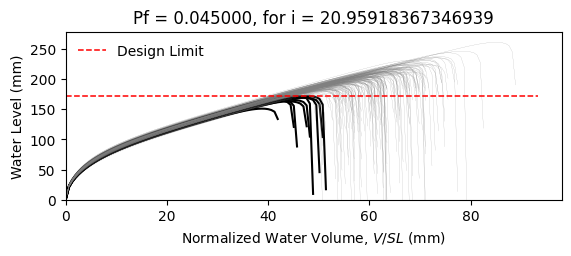 Pf = 0.045000, for i = 20.95918367346939
Design Limit
Water Level (mm)
250
200
150
100
50
0
0 20 40 60 80
Normalized Water Volume, V/SL (mm)